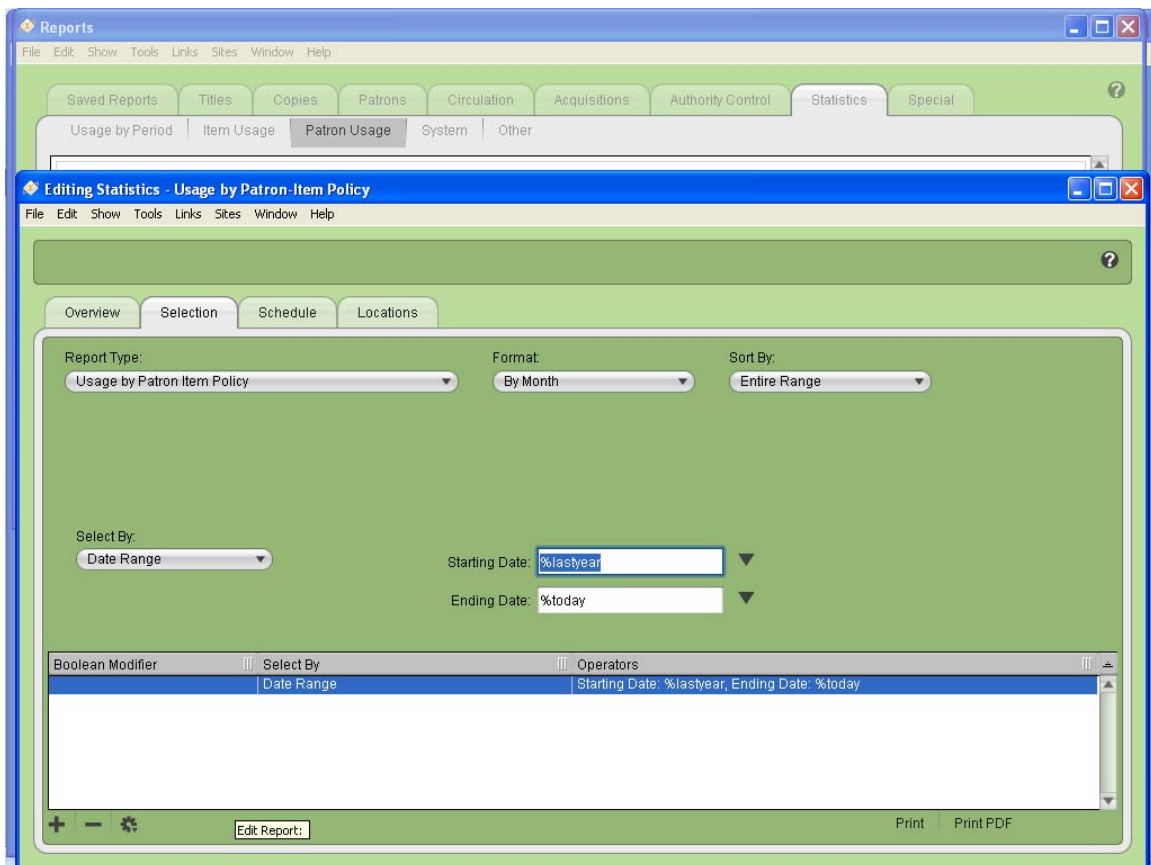 Reports
File Edit Show Tools Links Sites Window Help
Saved Reports Titles Copies Patrons Circulation Acquisitions Authority Control Statistics Special
Usage by Period Item Usage Patron Usage System Other
Editing Statistics - Usage by Patron-Item Policy
File Edit Show Tools Links Sites Window Help
Overview Selection Schedule Locations
Report Type: Format: Sort By:
Usage by Patron Item Policy By Month Entire Range
Select By:
Date Range Starting Date: %lastyear
Ending Date: %today
Boolean Modifier Select By Operators
Date Range Starting Date: %lastyear, Ending Date: %today
Edit Report: Print Print PDF